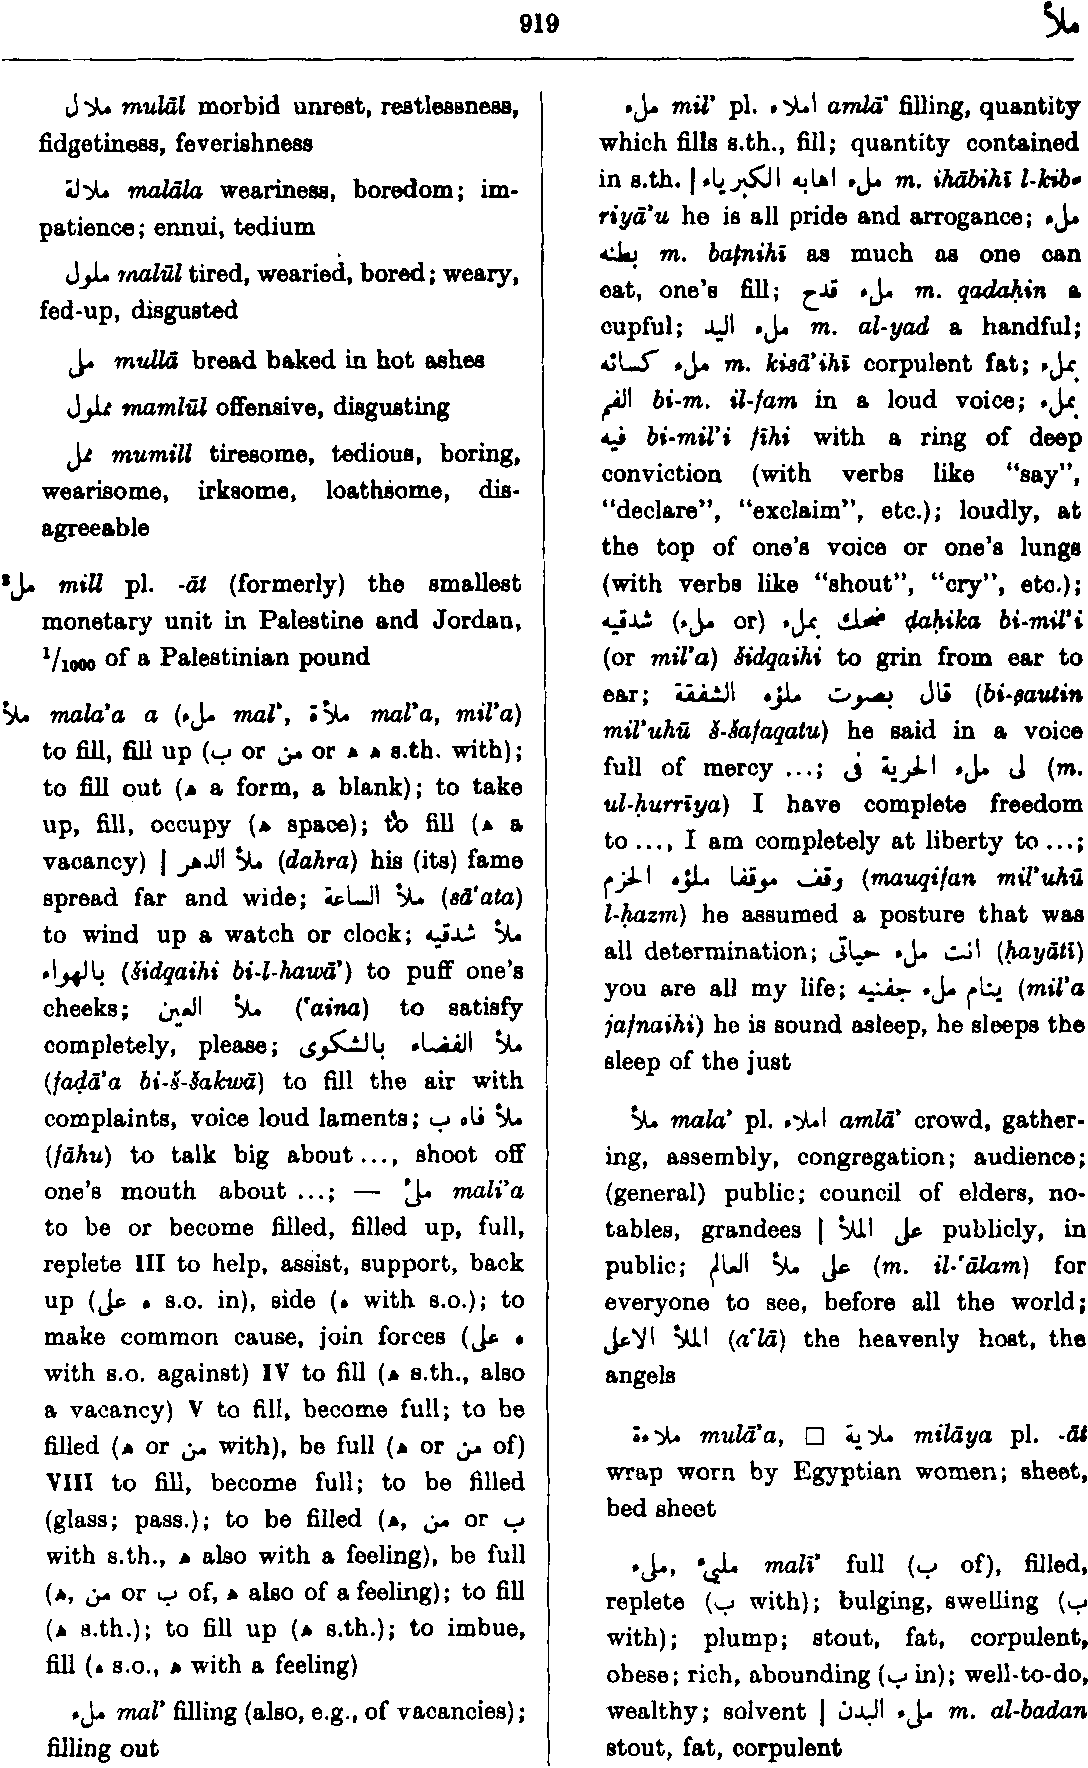 919
ملأ
ملال mulāl morbid unrest, restlessness,
fidgetiness, feverishness
ملالة malāla weariness, boredom; im-
patience; ennui, tedium
ملول malūl tired, wearied, bored; weary,
fed-up, disgusted
مل mullā bread baked in hot ashes
مملول mamlūl offensive, disgusting
ممل mumill tiresome, tedious, boring,
wearisome, irksome, loathsome, dis-
agreeable
²مل mill pl. -āt (formerly) the smallest
monetary unit in Palestine and Jordan,
¹/₁₀₀₀ of a Palestinian pound
ملأ mala’a a (ملء mal’, ملأة mal’a, mil’a)
to fill, fill up (ب or من or ه ه s.th. with);
to fill out (ه a form, a blank); to take
up, fill, occupy (ه space); to fill (ه a
vacancy) | ملأ الدهر (dahra) his (its) fame
spread far and wide; ملأ الساعة (sā‘ata)
to wind up a watch or clock; ملأ شدقيه
بالهواء (šidqaihi bi-l-hawā’) to puff one’s
cheeks; ملأ العين (‘aina) to satisfy
completely, please; ملأ الفضاء بالشكوى
(faḍā’a bi-š-šakwā) to fill the air with
complaints, voice loud laments; ملأ فاه ب
(fāhu) to talk big about ..., shoot off
one’s mouth about ...; — ملئ mali’a
to be or become filled, filled up, full,
replete III to help, assist, support, back
up (على ه s.o. in), side (ه with s.o.); to
make common cause, join forces (ه على
with s.o. against) IV to fill (ه s.th., also
a vacancy) V to fill, become full; to be
filled (ه or من with), be full (ه or من of)
VIII to fill, become full; to be filled
(glass; pass.); to be filled (ه, من or ب
with s.th., ه also with a feeling), be full
(ه, من or ب of, ه also of a feeling); to fill
(ه s.th.); to fill up (ه s.th.); to imbue,
fill (ه s.o., ه with a feeling)
ملء mal’ filling (also, e.g., of vacancies);
filling out
ملء mil’ pl. املاء amlā’ filling, quantity
which fills s.th., fill; quantity contained
in s.th. | ملء اهابه الكبرياء m. ihābihī l-kib-
riyā’u he is all pride and arrogance; ملء
بطنه m. baṭnihī as much as one can
eat, one’s fill; ملء قدح m. qadaḥin a
cupful; ملء اليد m. al-yad a handful;
ملء كسائه m. kisā’ihī corpulent fat; بملء
الفم bi-m. il-fam in a loud voice; بملء
فيه bi-mil’i fīhi with a ring of deep
conviction (with verbs like “say”,
“declare”, “exclaim”, etc.); loudly, at
the top of one’s voice or one’s lungs
(with verbs like “shout”, “cry”, etc.);
ضحك بملء (or ملء) شدقيه ḍaḥika bi-mil’i
(or mil’a) šidqaihi to grin from ear to
ear; قال بصوت ملؤه الشفقة (bi-ṣautin
mil’uhū š-šafaqatu) he said in a voice
full of mercy ...; لى ملء الحرية فى (m.
ul-ḥurrīya) I have complete freedom
to ..., I am completely at liberty to ...;
وقف موقفا ملؤه الحزم (mauqifan mil’uhū
l-ḥazm) he assumed a posture that was
all determination; انت ملء حياتى (ḥayātī)
you are all my life; ينام ملء جفنيه (mil’a
jafnaihi) he is sound asleep, he sleeps the
sleep of the just
ملأ mala’ pl. املاء amlā’ crowd, gather-
ing, assembly, congregation; audience;
(general) public; council of elders, no-
tables, grandees | على الملأ publicly, in
public; على ملأ العالم (m. il-‘ālam) for
everyone to see, before all the world;
الملأ الاعلى (a‘lā) the heavenly host, the
angels
ملاءة mulā’a, □ ملاية milāya pl. -āt
wrap worn by Egyptian women; sheet,
bed sheet
ملىء, مليء malī’ full (ب of), filled,
replete (ب with); bulging, swelling (ب
with); plump; stout, fat, corpulent,
obese; rich, abounding (ب in); well-to-do,
wealthy; solvent | ملىء البدن m. al-badan
stout, fat, corpulent